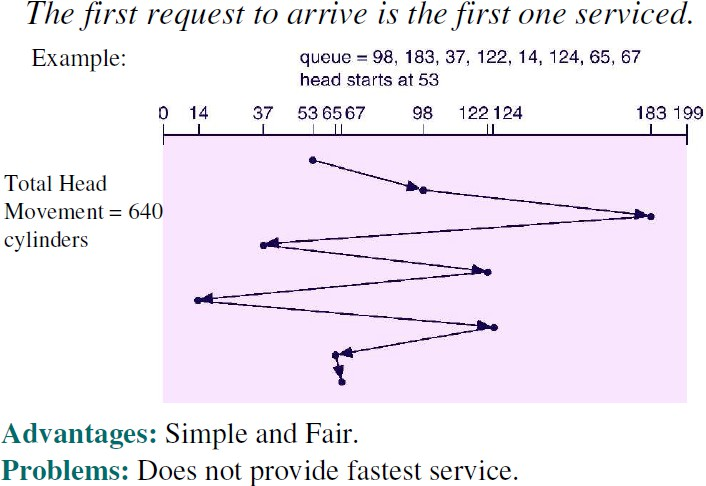 The first request to arrive is the first one serviced.
Example:
queue = 98, 183, 37, 122, 14, 124, 65, 67
head starts at 53
0 14 37 53 65 67 98 122 124 183 199
Total Head
Movement = 640
cylinders
Advantages: Simple and Fair.
Problems: Does not provide fastest service.